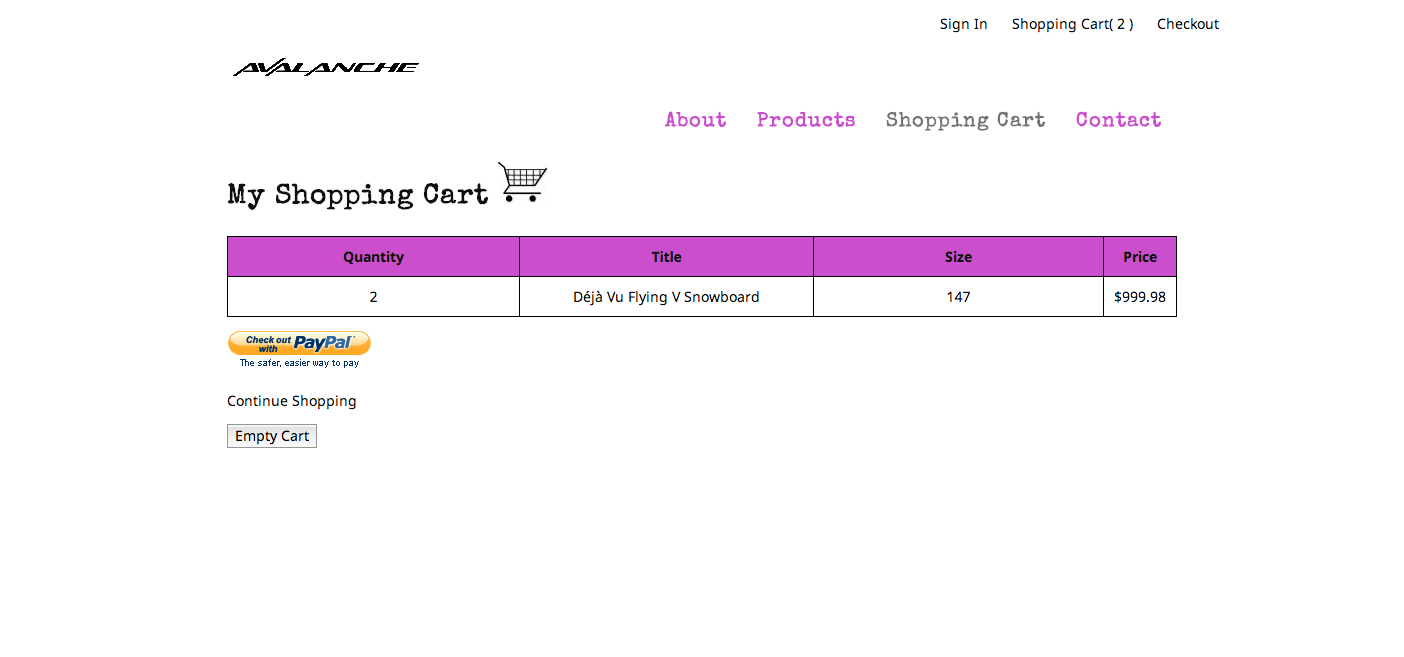 Sign In Shopping Cart( 2 ) Checkout
AVALANCHE
About Products Shopping Cart Contact
My Shopping Cart
Quantity Title Size Price
2 Déjà Vu Flying V Snowboard 147 $999.98
Check out with PayPal
The safer, easier way to pay
Continue Shopping
Empty Cart